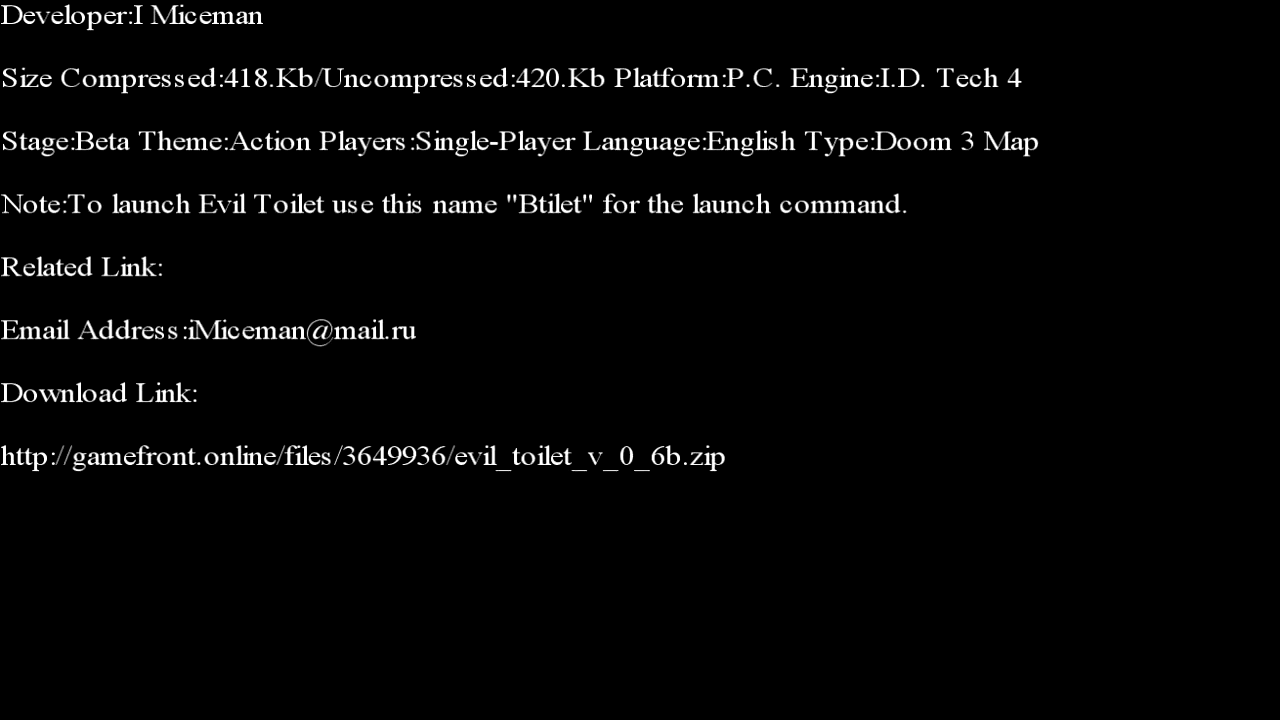 Developer:I Miceman
Size Compressed:418.Kb/Uncompressed:420.Kb Platform:P.C. Engine:I.D. Tech 4
Stage:Beta Theme:Action Players:Single-Player Language:English Type:Doom 3 Map
Note:To launch Evil Toilet use this name "Btilet" for the launch command.
Related Link:
Email Address:iMiceman@mail.ru
Download Link:
http://gamefront.online/files/3649936/evil_toilet_v_0_6b.zip